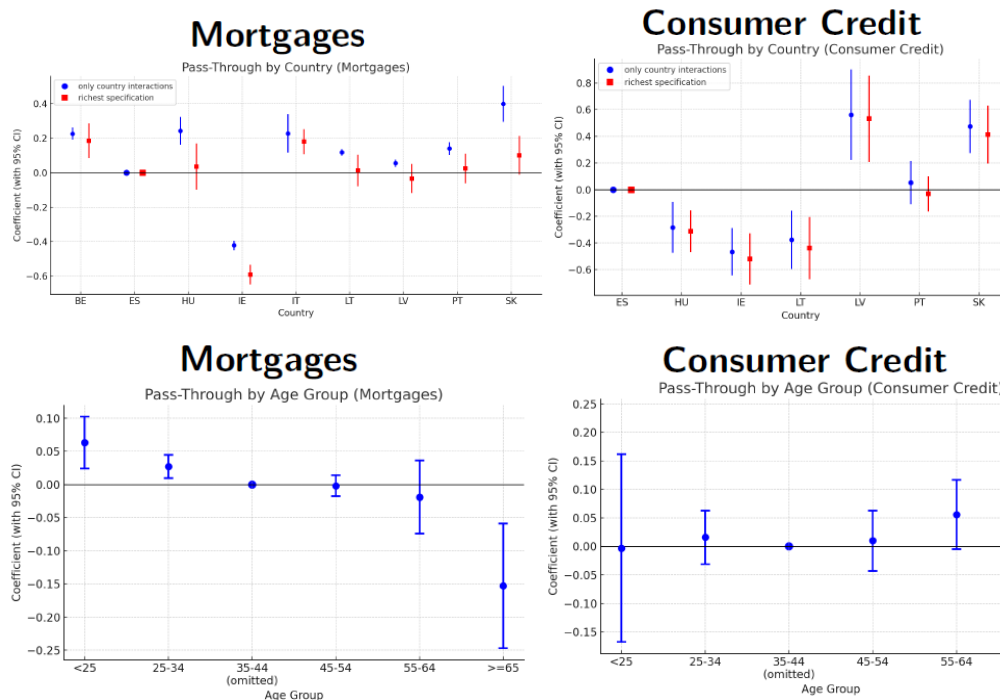 Mortgages
Pass-Through by Country (Mortgages)
only country interactions
richest specification
Coefficient (with 95% CI)
0.4
0.2
0.0
−0.2
−0.4
−0.6
BE ES HU IE IT LT LV PT SK
Country
Consumer Credit
Pass-Through by Country (Consumer Credit)
only country interactions
richest specification
Coefficient (with 95% CI)
0.8
0.6
0.4
0.2
0.0
−0.2
−0.4
−0.6
ES HU IE LT LV PT SK
Country
Mortgages
Pass-Through by Age Group (Mortgages)
Coefficient (with 95% CI)
0.10
0.05
0.00
−0.05
−0.10
−0.15
−0.20
−0.25
<25 25-34 35-44 45-54 55-64 >=65
(omitted)
Age Group
Consumer Credit
Pass-Through by Age Group (Consumer Credit)
Coefficient (with 95% CI)
0.25
0.20
0.15
0.10
0.05
0.00
−0.05
−0.10
−0.15
<25 25-34 35-44 45-54 55-64
(omitted)
Age Group